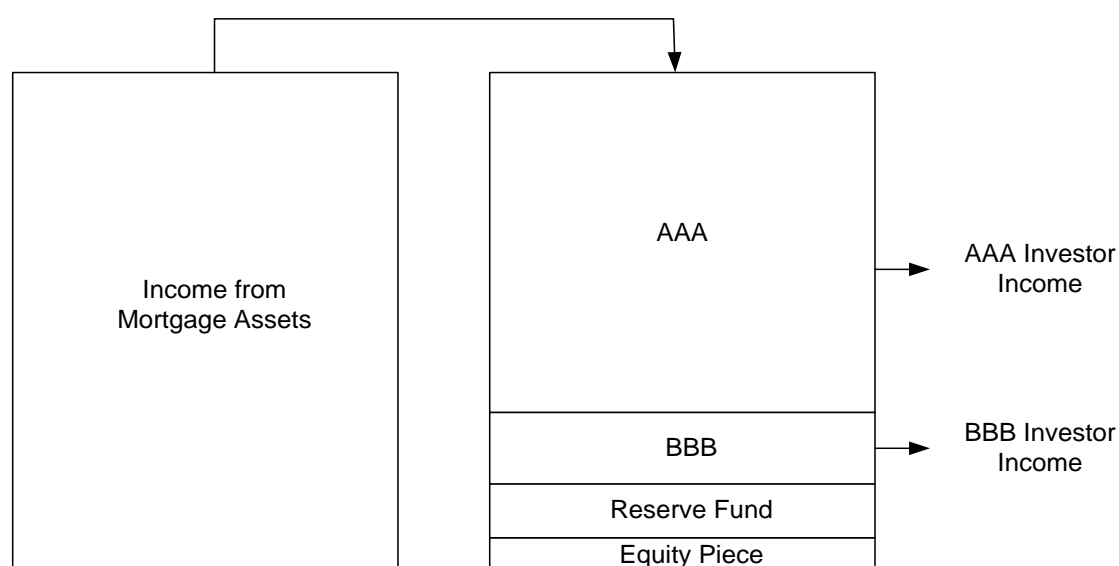 Income from
Mortgage Assets
AAA
BBB
Reserve Fund
Equity Piece
AAA Investor
Income
BBB Investor
Income